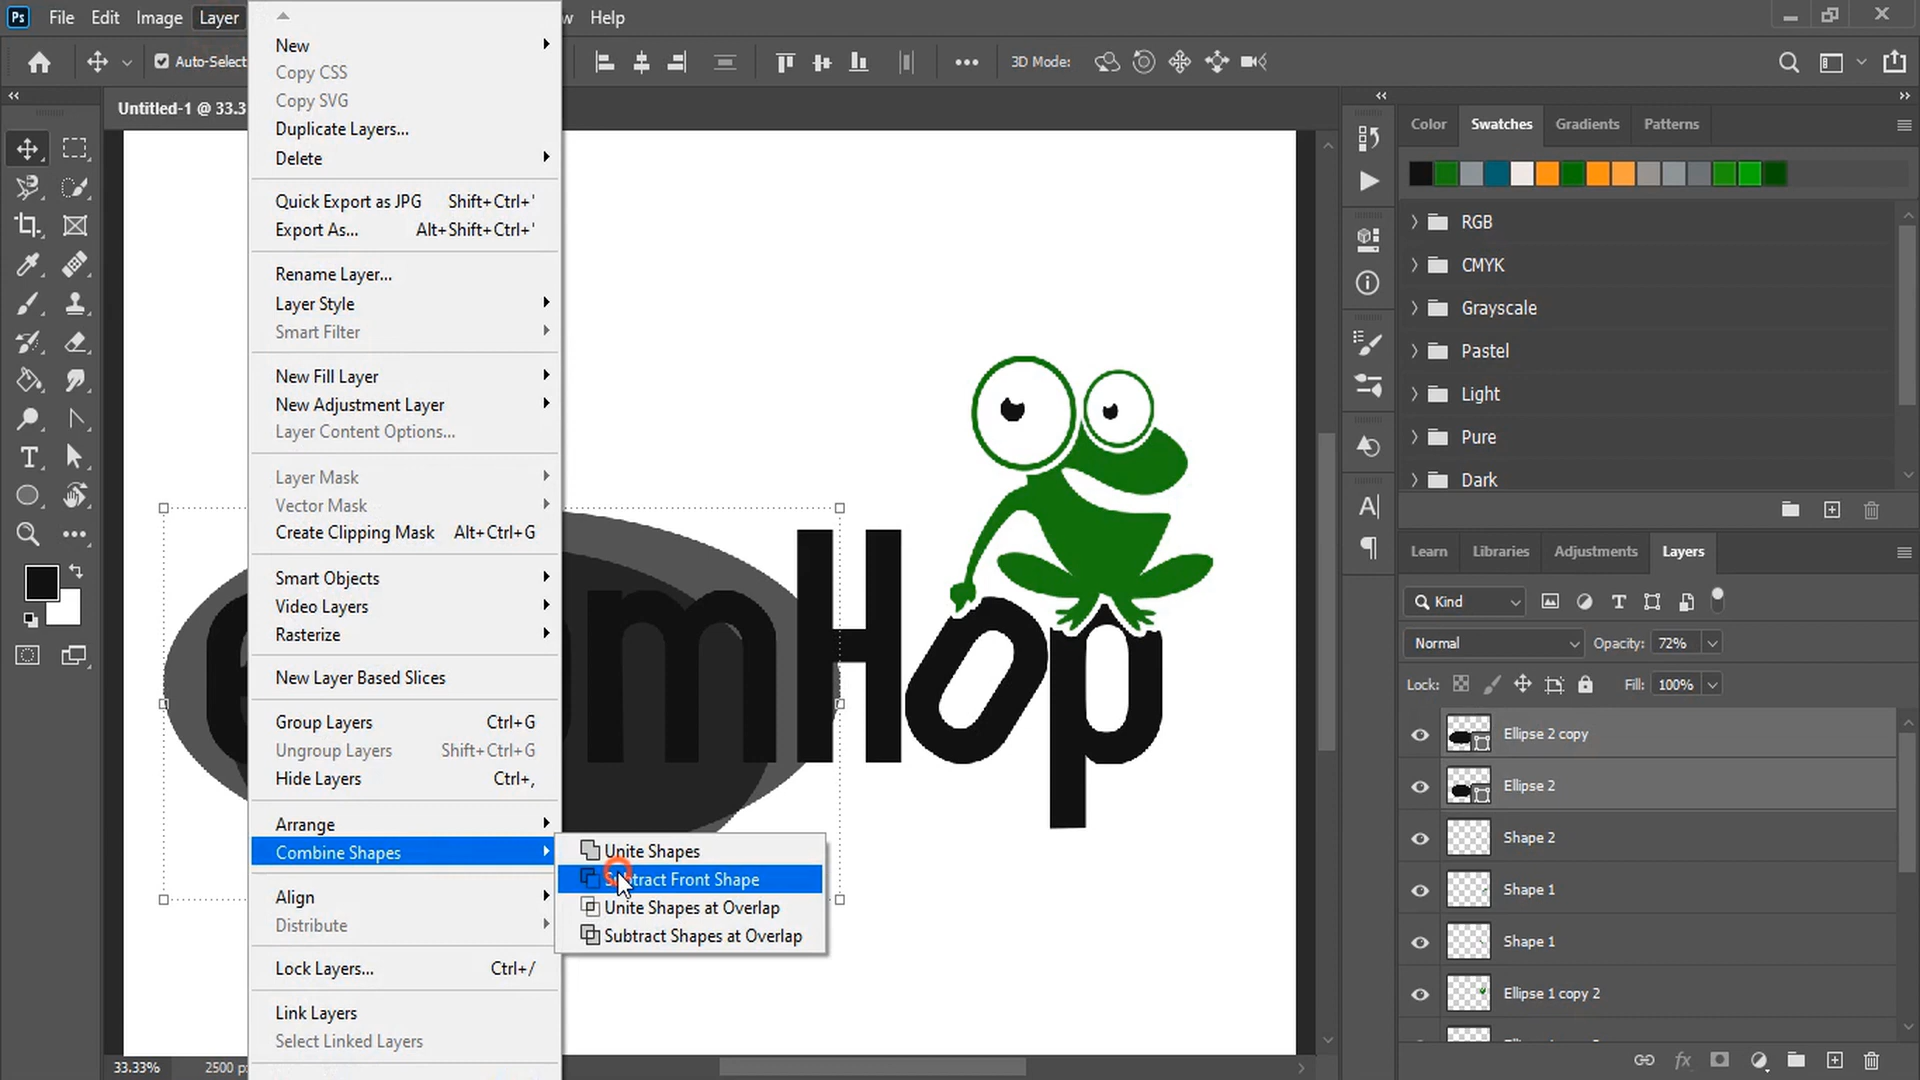 Ps File Edit Image Layer w Help
Auto-Select
3D Mode:
Untitled-1 @ 33.3
New
Copy CSS
Copy SVG
Duplicate Layers...
Delete
Quick Export as JPG Shift+Ctrl+'
Export As... Alt+Shift+Ctrl+'
Rename Layer...
Layer Style
Smart Filter
New Fill Layer
New Adjustment Layer
Layer Content Options...
Layer Mask
Vector Mask
Create Clipping Mask Alt+Ctrl+G
Smart Objects
Video Layers
Rasterize
New Layer Based Slices
Group Layers Ctrl+G
Ungroup Layers Shift+Ctrl+G
Hide Layers Ctrl+,
Arrange
Combine Shapes
Align
Distribute
Lock Layers... Ctrl+/
Link Layers
Select Linked Layers
Unite Shapes
Subtract Front Shape
Unite Shapes at Overlap
Subtract Shapes at Overlap
mHop
33.33% 2500 p
Color Swatches Gradients Patterns
RGB
CMYK
Grayscale
Pastel
Light
Pure
Dark
Learn Libraries Adjustments Layers
Kind
Normal Opacity: 72%
Lock: Fill: 100%
Ellipse 2 copy
Ellipse 2
Shape 2
Shape 1
Shape 1
Ellipse 1 copy 2